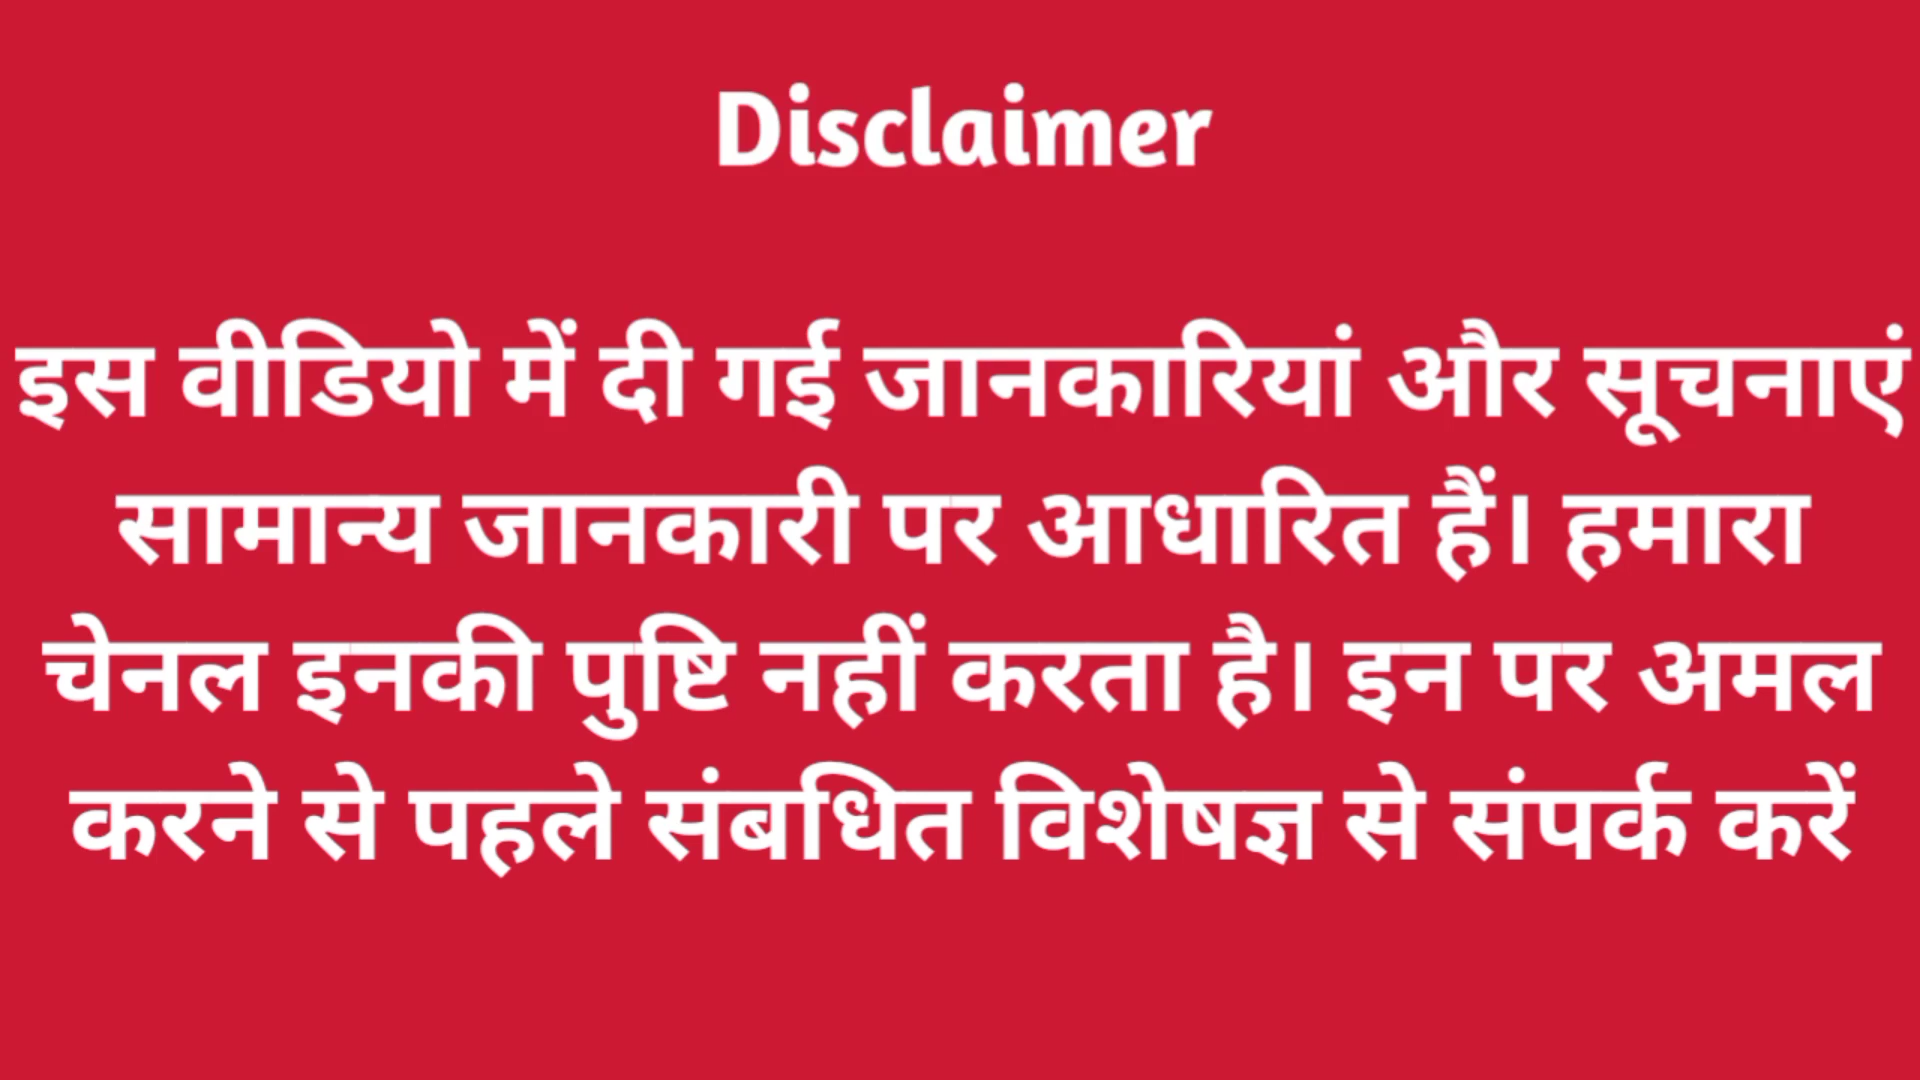 Disclaimer
इस वीडियो में दी गई जानकारियां और सूचनाएं
सामान्य जानकारी पर आधारित हैं। हमारा
चेनल इनकी पुष्टि नहीं करता है। इन पर अमल
करने से पहले संबधित विशेषज्ञ से संपर्क करें